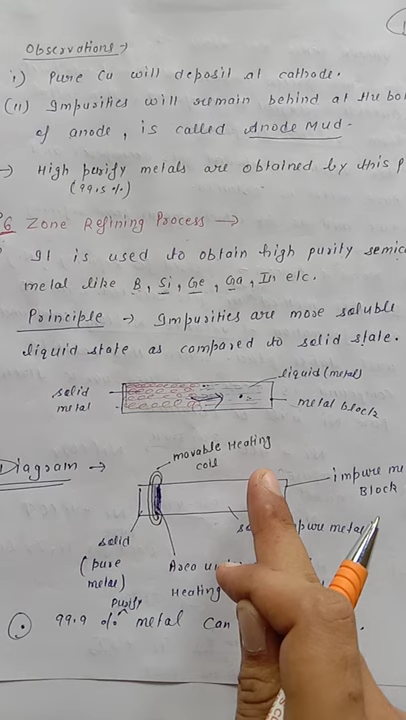 Observations →
i) Pure Cu will deposit at cathode.
(11) Impurities will remain behind at the
of anode, is called Anode Mud.
→ High purity metals are obtained by this
(99.5 %)
6 Zone Refining Process →
It is used to obtain high purity
metal like B, Si, Ge, Ga, In etc.
Principle → Impurities are more soluble
liquid state as compared to solid state.
solid metal
liquid (metal)
metal block
Diagram →
movable Heating coil
impure
Block
solid
(pure metal)
Area
Heating
99.9 % purity metal can